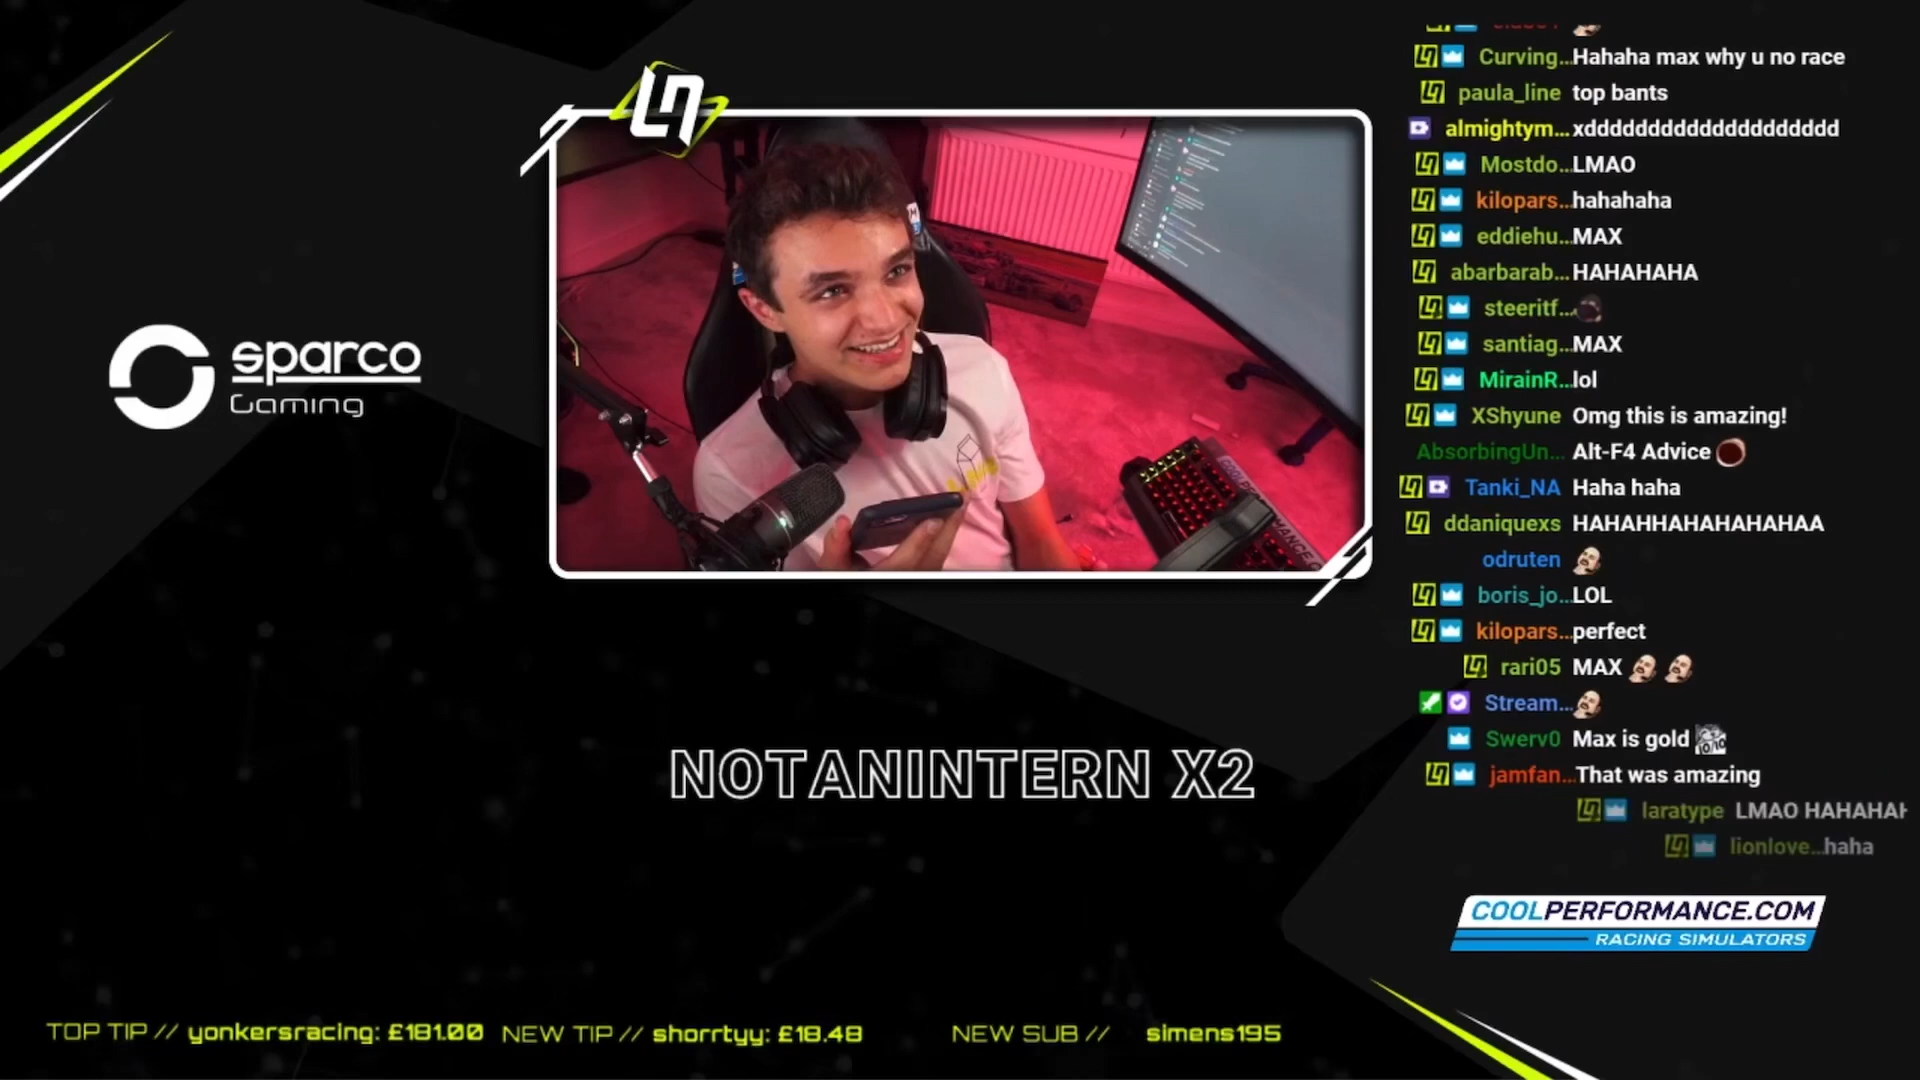 LN
sparco
Gaming
Curving... Hahaha max why u no race
paula_line top bants
almightym... xdddddddddddddddddddd
Mostdo... LMAO
kilopars... hahahaha
eddiehu... MAX
abarbarab... HAHAHAHA
steeritf...
santiag... MAX
MirainR... lol
XShyune Omg this is amazing!
AbsorbingUn... Alt-F4 Advice
Tanki_NA Haha haha
ddaniquexs HAHAHHAHAHAHAHAA
odruten
boris_jo... LOL
kilopars... perfect
rari05 MAX
Stream...
Swerv0 Max is gold 10/10
jamfan... That was amazing
laratype LMAO HAHAHAH
lionlove... haha
NOTANINTERN X2
COOLPERFORMANCE.COM
RACING SIMULATORS
TOP TIP // yonkersracing: £181.00 NEW TIP // shorrtyy: £18.48 NEW SUB // simens195